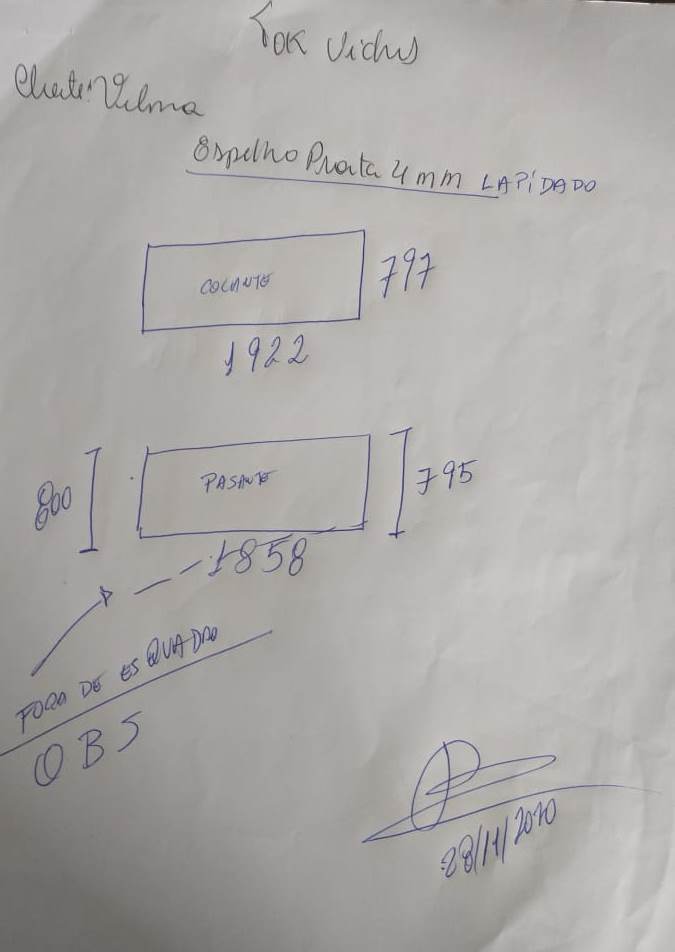 Tok Vidros
Cliente: Vilma
Espelho Prata 4mm LAPIDADO
COLANTE
797
1922
PASANTE
800
795
1858
FORA DE ESQUADRO
OBS
28/11/2020